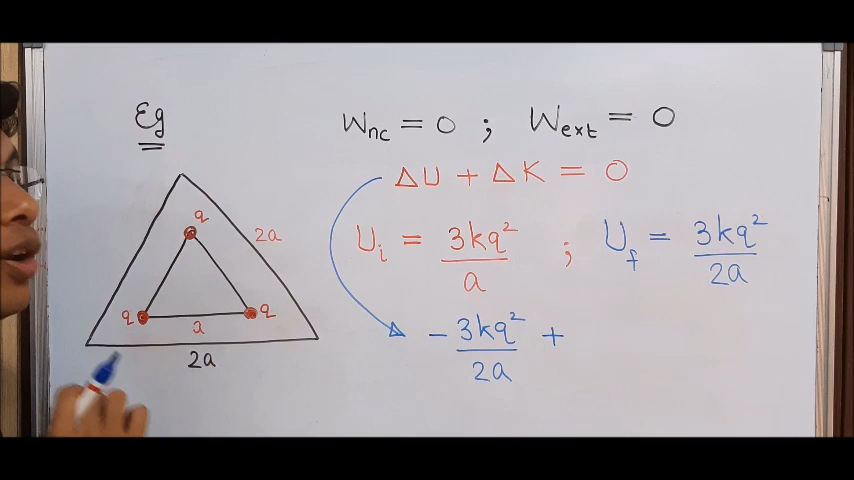 Eg
Wnc = 0 ; Wext = 0
ΔU + ΔK = 0
Ui = 3kq²/a ; Uf = 3kq²/2a
- 3kq²/2a +
q
2a
q
q
a
2a